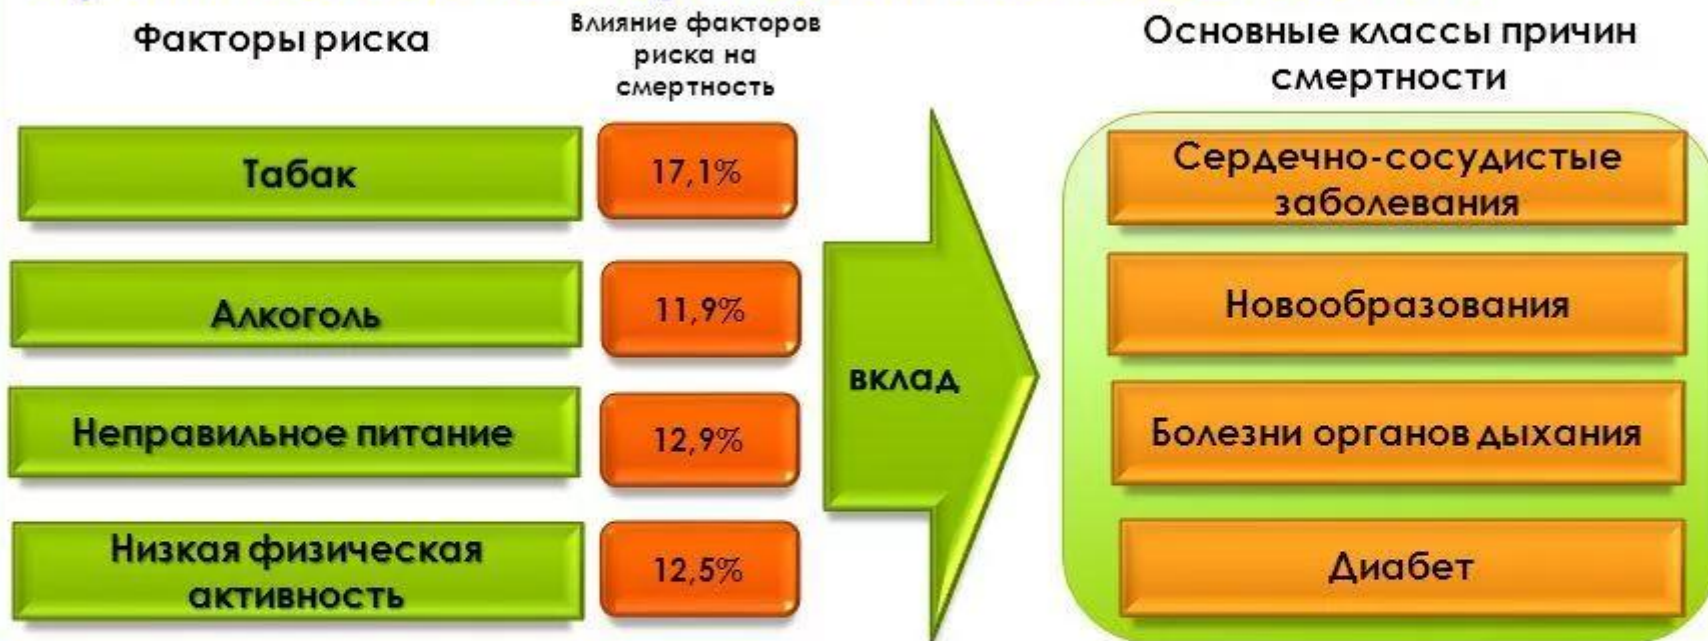 Факторы риска
Влияние факторов
риска на
смертность
Основные классы причин
смертности
Табак
17,1%
Алкоголь
11,9%
Неправильное питание
12,9%
Низкая физическая
активность
12,5%
вклад
Сердечно-сосудистые
заболевания
Новообразования
Болезни органов дыхания
Диабет